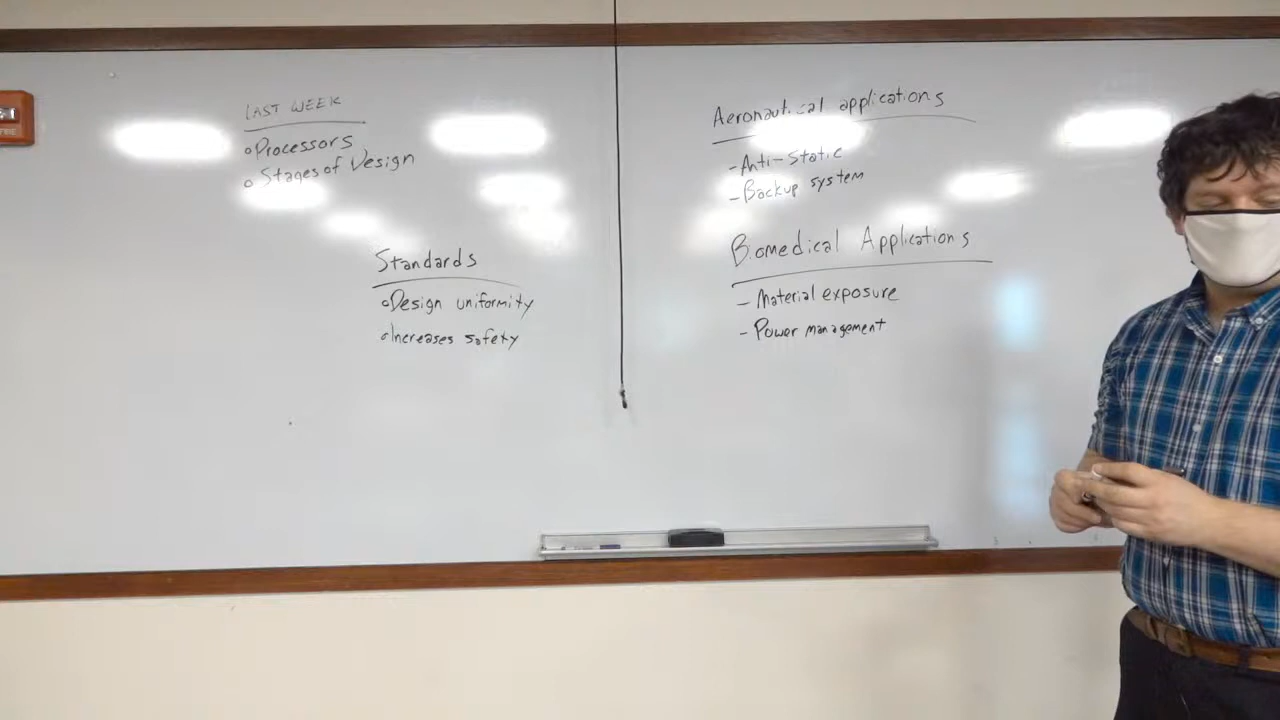 LAST WEEK
Processors
Stages of Design
Standards
Design uniformity
Increases safety
Aeronautical applications
- Anti-Static
- Backup system
Biomedical Applications
- Material exposure
- Power management